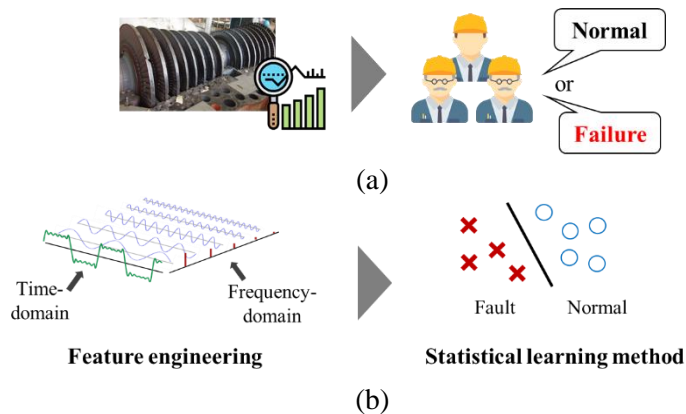 Normal
or
Failure
(a)
Time-
domain
Frequency-
domain
Fault
Normal
Feature engineering
Statistical learning method
(b)